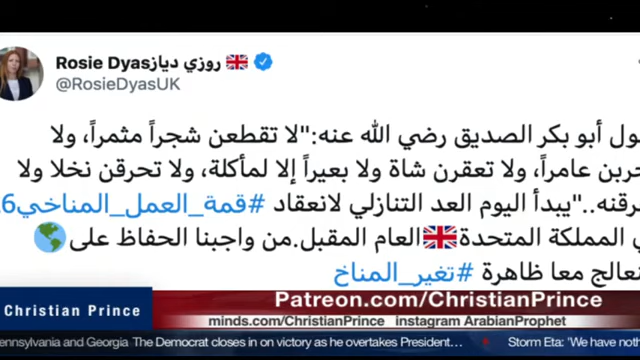 Rosie Dyas روزي دياز 🇬🇧
@RosieDyasUK
ول أبو بكر الصديق رضي الله عنه:"لا تقطعن شجراً مثمراً، ولا
خربن عامراً، ولا تعقرن شاة ولا بعيراً إلا لمأكلة، ولا تحرقن نخلا ولا
رقنه.."يبدأ اليوم العد التنازلي لانعقاد #قمة_العمل_المناخي26
ي المملكة المتحدة🇬🇧العام المقبل.من واجبنا الحفاظ على🌎
نعالج معا ظاهرة #تغير_المناخ
Christian Prince
Patreon.com/ChristianPrince
minds.com/ChristianPrince instagram ArabianProphet
ennsylvania and Georgia The Democrat closes in on victory as he overtakes President… Storm Eta: 'We have not